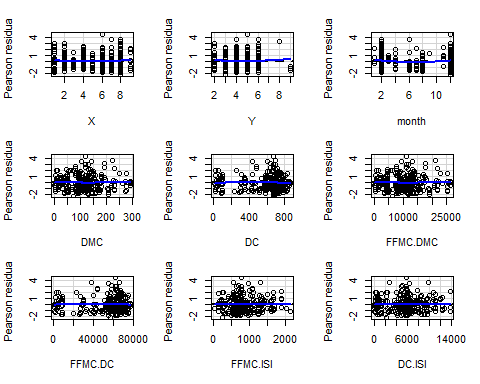 Pearson residua
4
1
-2
2 4 6 8
X
Pearson residua
4
1
-2
2 4 6 8
Y
Pearson residua
4
1
-2
2 6 10
month
Pearson residua
4
1
-2
0 100 200 300
DMC
Pearson residua
4
1
-2
0 400 800
DC
Pearson residua
4
1
-2
0 10000 25000
FFMC.DMC
Pearson residua
4
1
-2
0 40000 80000
FFMC.DC
Pearson residua
4
1
-2
0 1000 2000
FFMC.ISI
Pearson residua
4
1
-2
0 6000 14000
DC.ISI